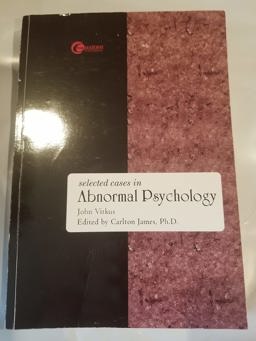 selected cases in
Abnormal Psychology
John Vitkus
Edited by Carlton James, Ph.D.